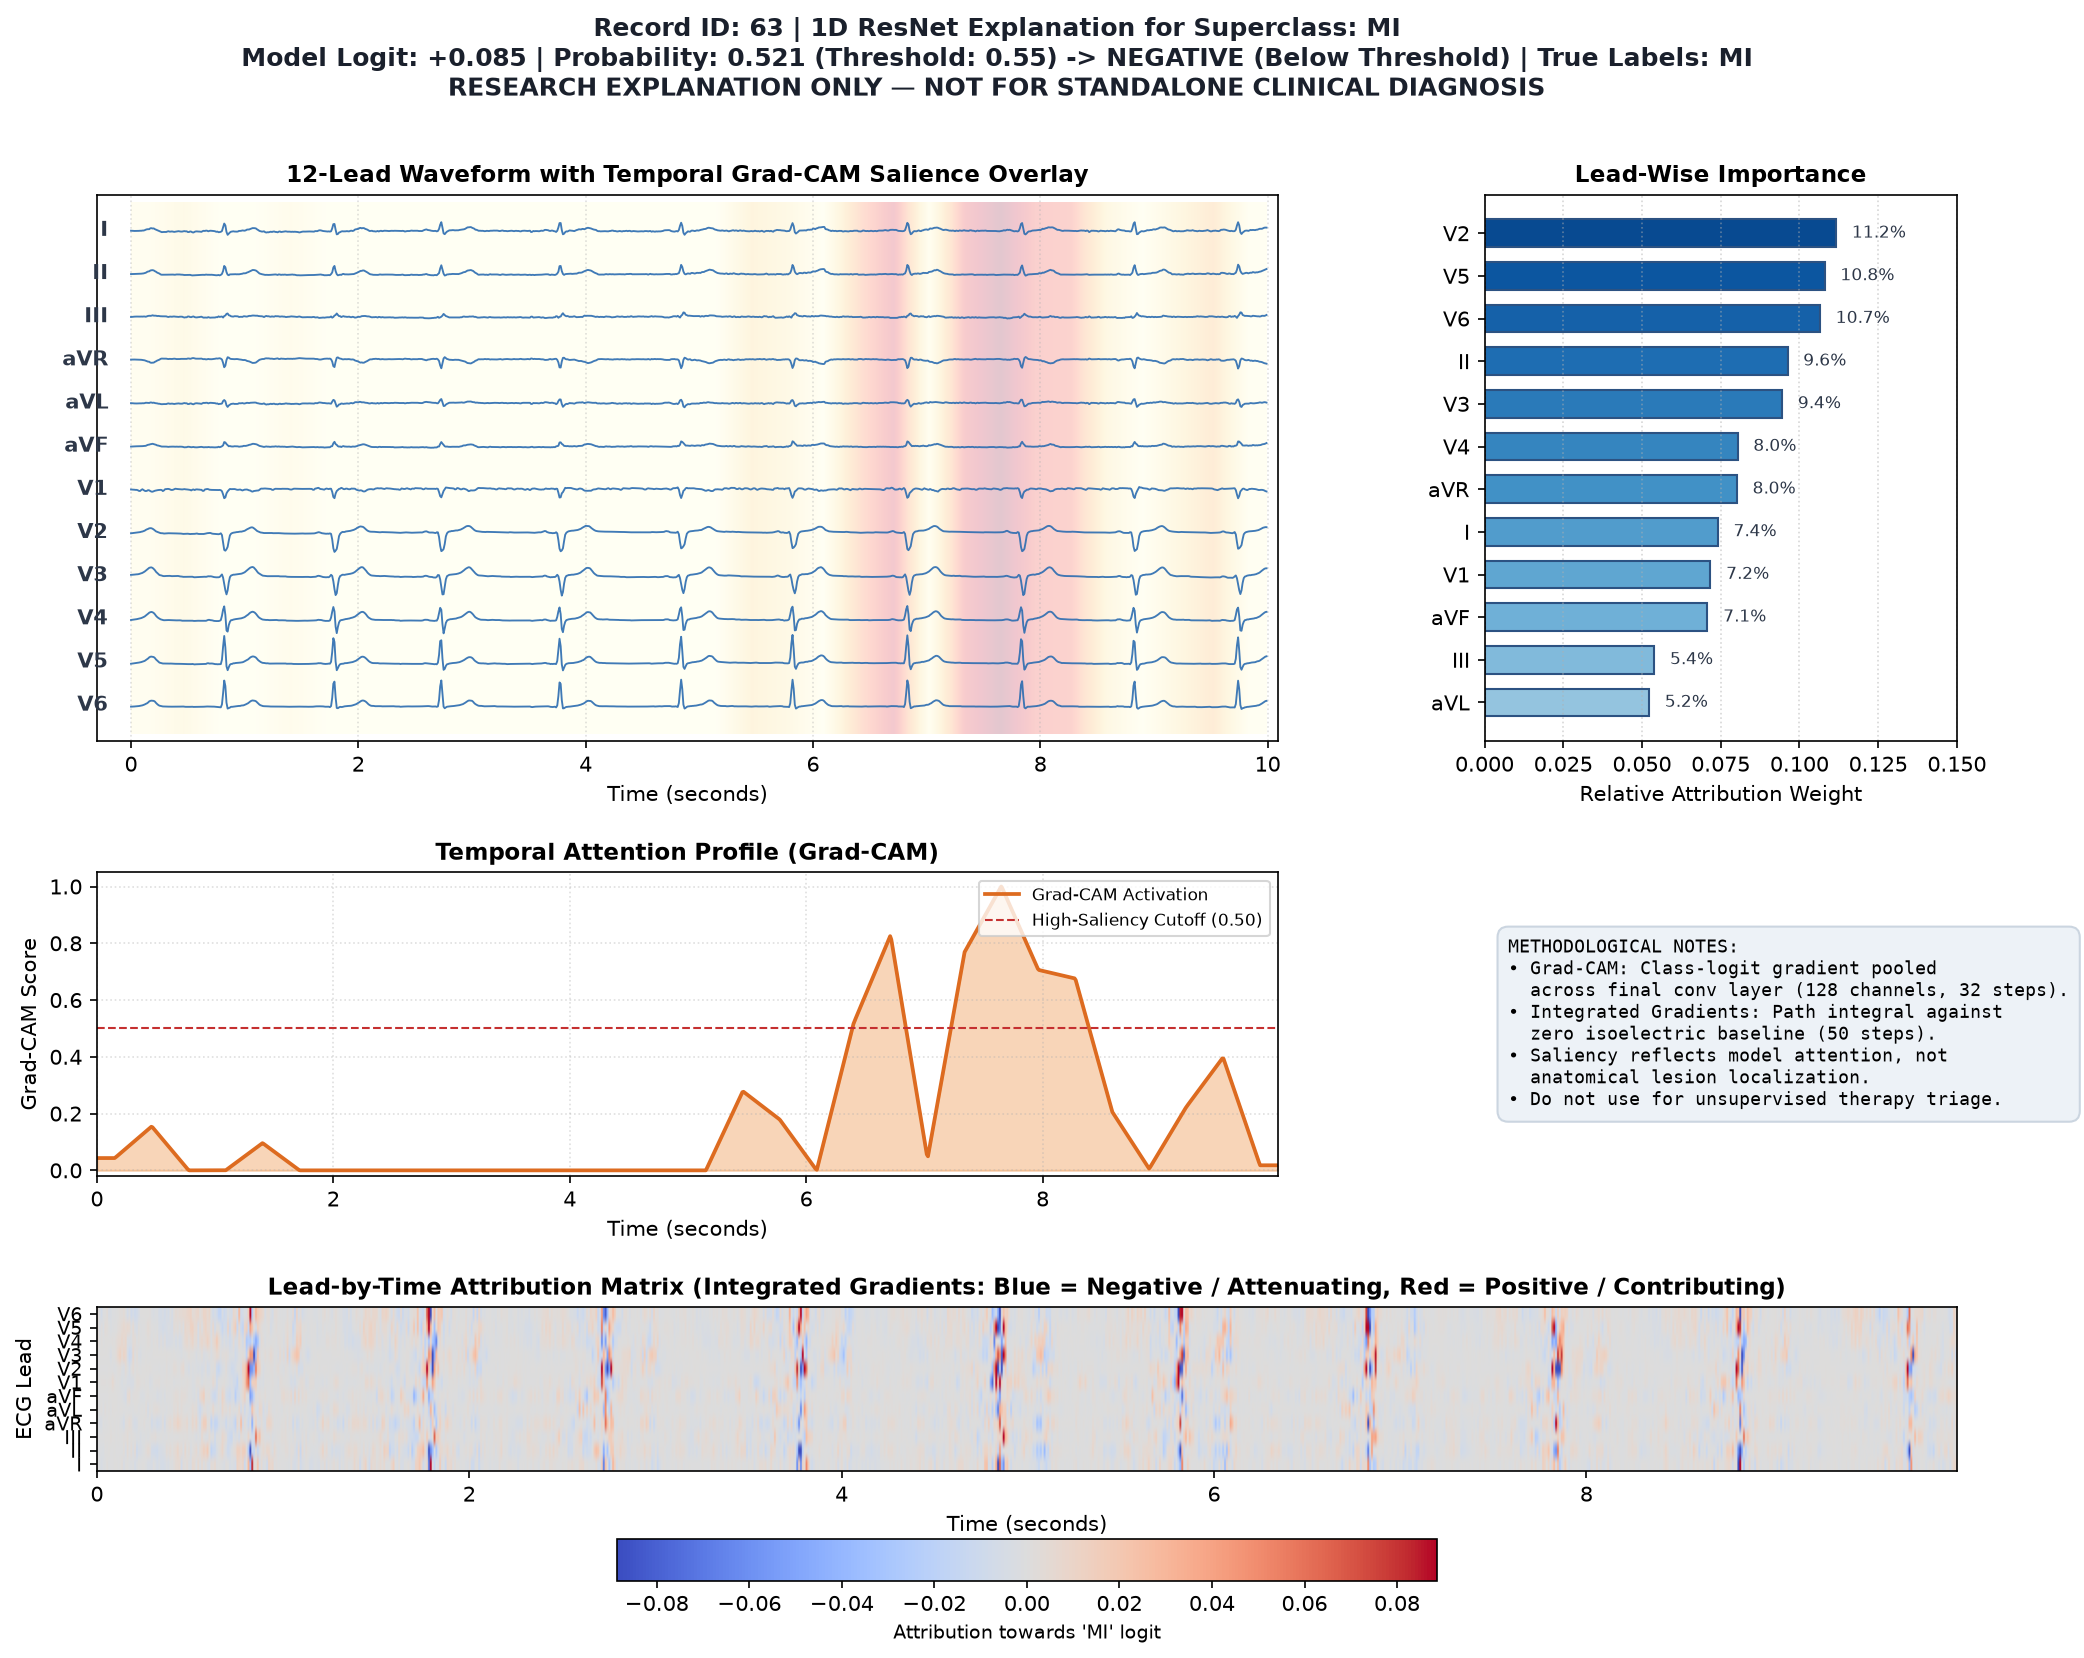 Record ID: 63 | 1D ResNet Explanation for Superclass: MI
Model Logit: +0.085 | Probability: 0.521 (Threshold: 0.55) -> NEGATIVE (Below Threshold) | True Labels: MI
RESEARCH EXPLANATION ONLY — NOT FOR STANDALONE CLINICAL DIAGNOSIS
12-Lead Waveform with Temporal Grad-CAM Salience Overlay
I
II
III
aVR
aVL
aVF
V1
V2
V3
V4
V5
V6
0 2 4 6 8 10
Time (seconds)
Lead-Wise Importance
V2 11.2%
V5 10.8%
V6 10.7%
II 9.6%
V3 9.4%
V4 8.0%
aVR 8.0%
I 7.4%
V1 7.2%
aVF 7.1%
III 5.4%
aVL 5.2%
0.000 0.025 0.050 0.075 0.100 0.125 0.150
Relative Attribution Weight
Temporal Attention Profile (Grad-CAM)
Grad-CAM Score
1.0
0.8
0.6
0.4
0.2
0.0
Grad-CAM Activation
High-Saliency Cutoff (0.50)
0 2 4 6 8
Time (seconds)
METHODOLOGICAL NOTES:
• Grad-CAM: Class-logit gradient pooled
across final conv layer (128 channels, 32 steps).
• Integrated Gradients: Path integral against
zero isoelectric baseline (50 steps).
• Saliency reflects model attention, not
anatomical lesion localization.
• Do not use for unsupervised therapy triage.
Lead-by-Time Attribution Matrix (Integrated Gradients: Blue = Negative / Attenuating, Red = Positive / Contributing)
ECG Lead
V6
V5
V4
V3
V2
V1
aVF
aVL
aVR
III
II
I
0 2 4 6 8
Time (seconds)
−0.08 −0.06 −0.04 −0.02 0.00 0.02 0.04 0.06 0.08
Attribution towards 'MI' logit